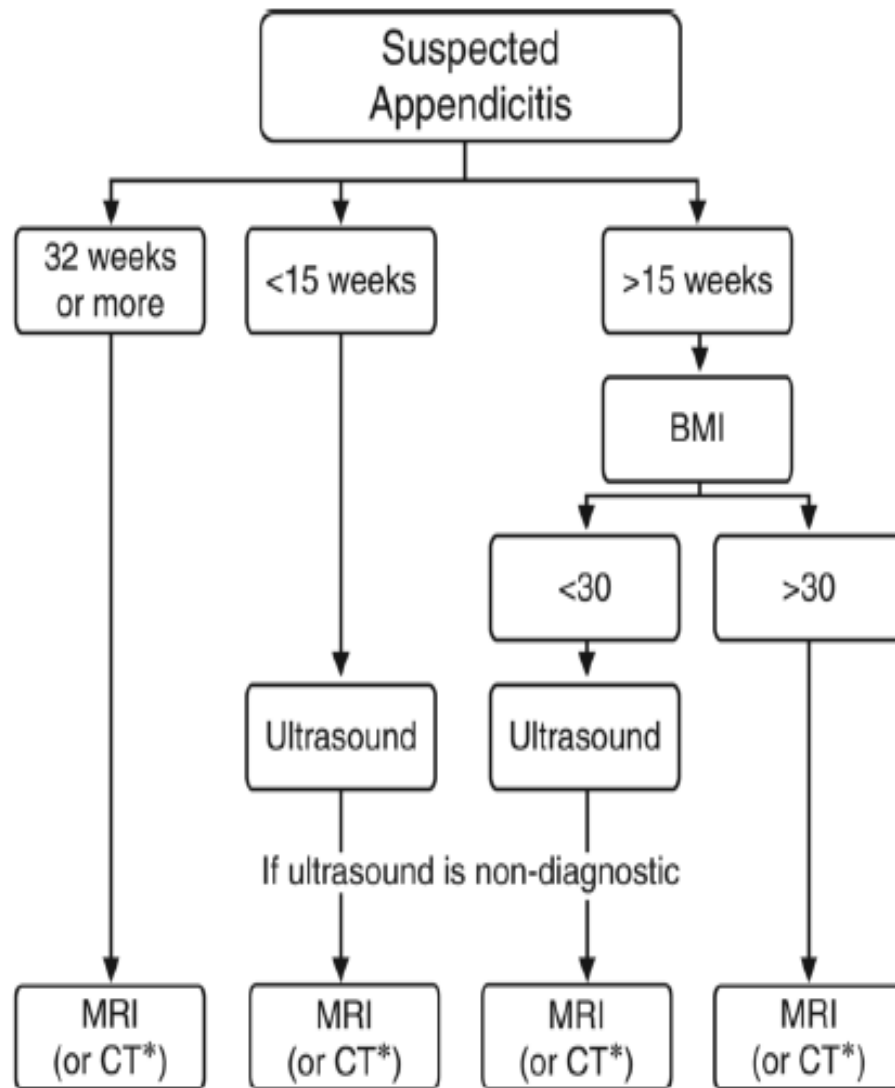 Suspected
Appendicitis
32 weeks
or more
<15 weeks
>15 weeks
BMI
<30
>30
Ultrasound
Ultrasound
If ultrasound is non-diagnostic
MRI
(or CT*)
MRI
(or CT*)
MRI
(or CT*)
MRI
(or CT*)